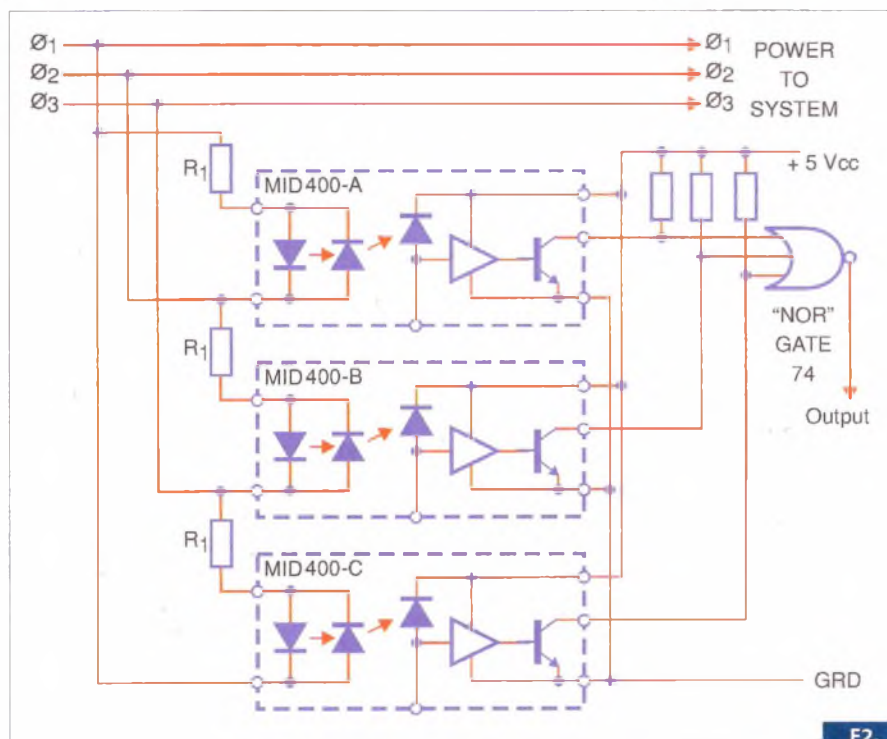 Ø1 Ø1 POWER
Ø2 Ø2 TO
Ø3 Ø3 SYSTEM
+ 5 Vcc
R1
MID400-A
"NOR"
GATE
74
Output
R1
MID400-B
R1
MID400-C
GRD
F2